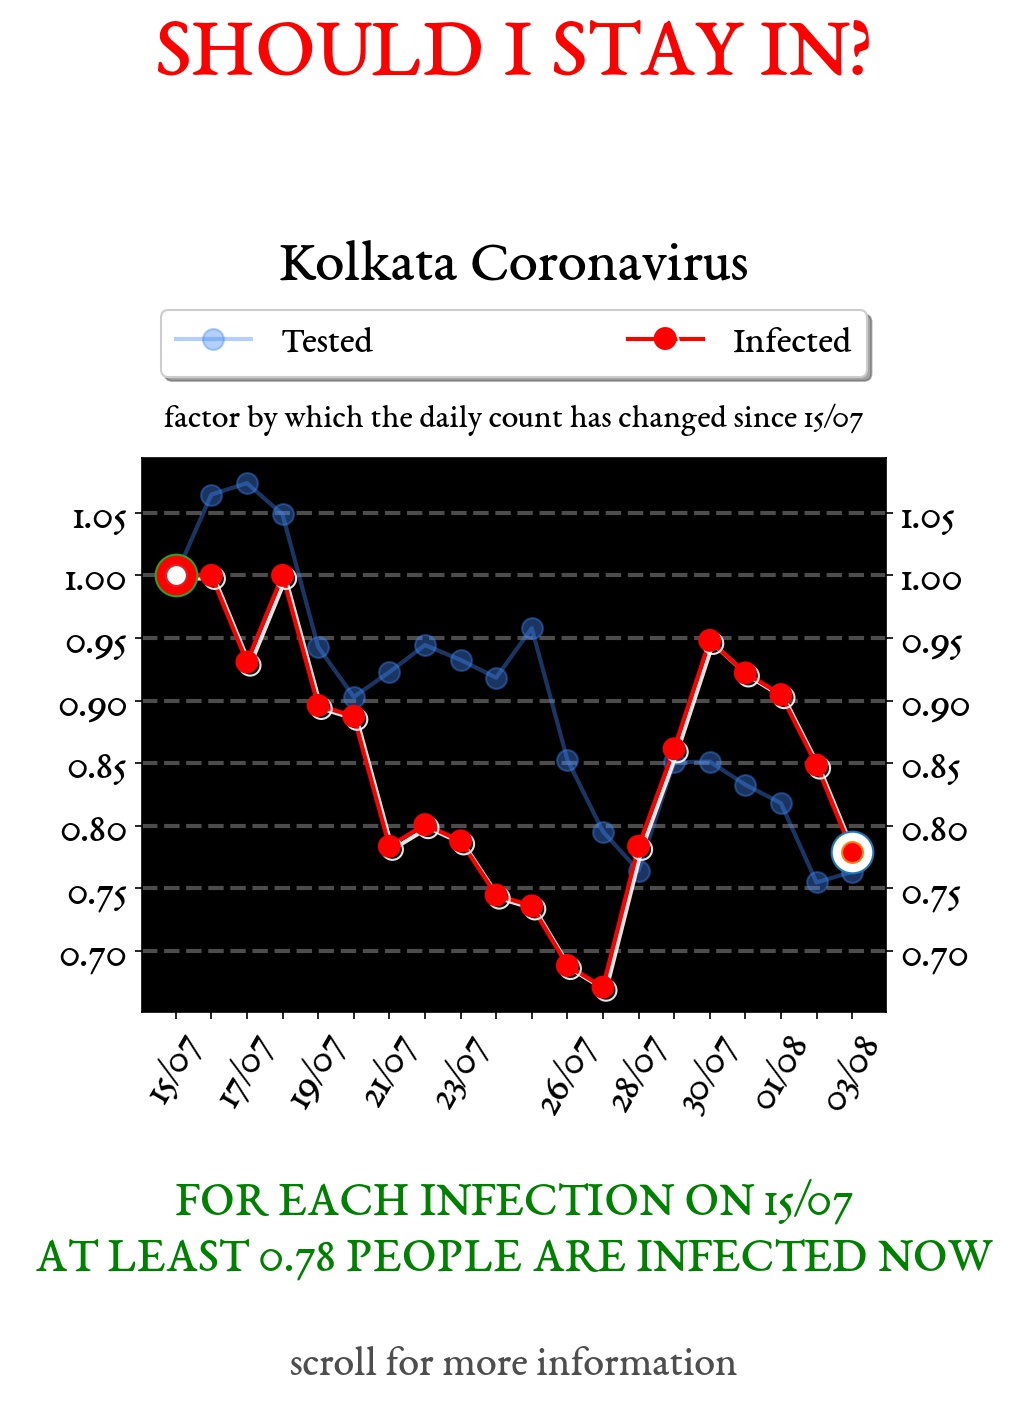 SHOULD I STAY IN?
Kolkata Coronavirus
Tested Infected
factor by which the daily count has changed since 15/07
1.05 1.05
1.00 1.00
0.95 0.95
0.90 0.90
0.85 0.85
0.80 0.80
0.75 0.75
0.70 0.70
15/07 17/07 19/07 21/07 23/07 26/07 28/07 30/07 01/08 03/08
FOR EACH INFECTION ON 15/07
AT LEAST 0.78 PEOPLE ARE INFECTED NOW
scroll for more information